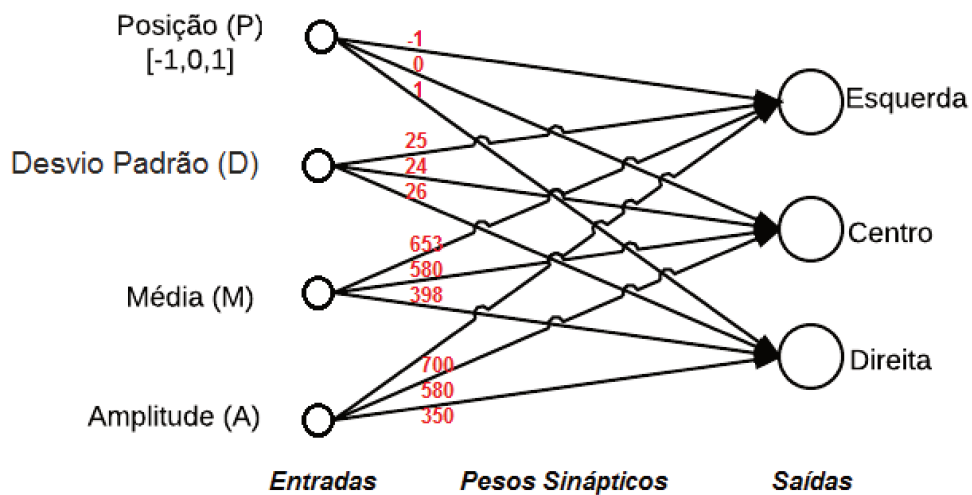 Posição (P)
[-1,0,1]
-1
0
1
Esquerda
Desvio Padrão (D)
25
24
26
Centro
Média (M)
653
580
398
Direita
Amplitude (A)
700
580
350
Entradas
Pesos Sinápticos
Saídas